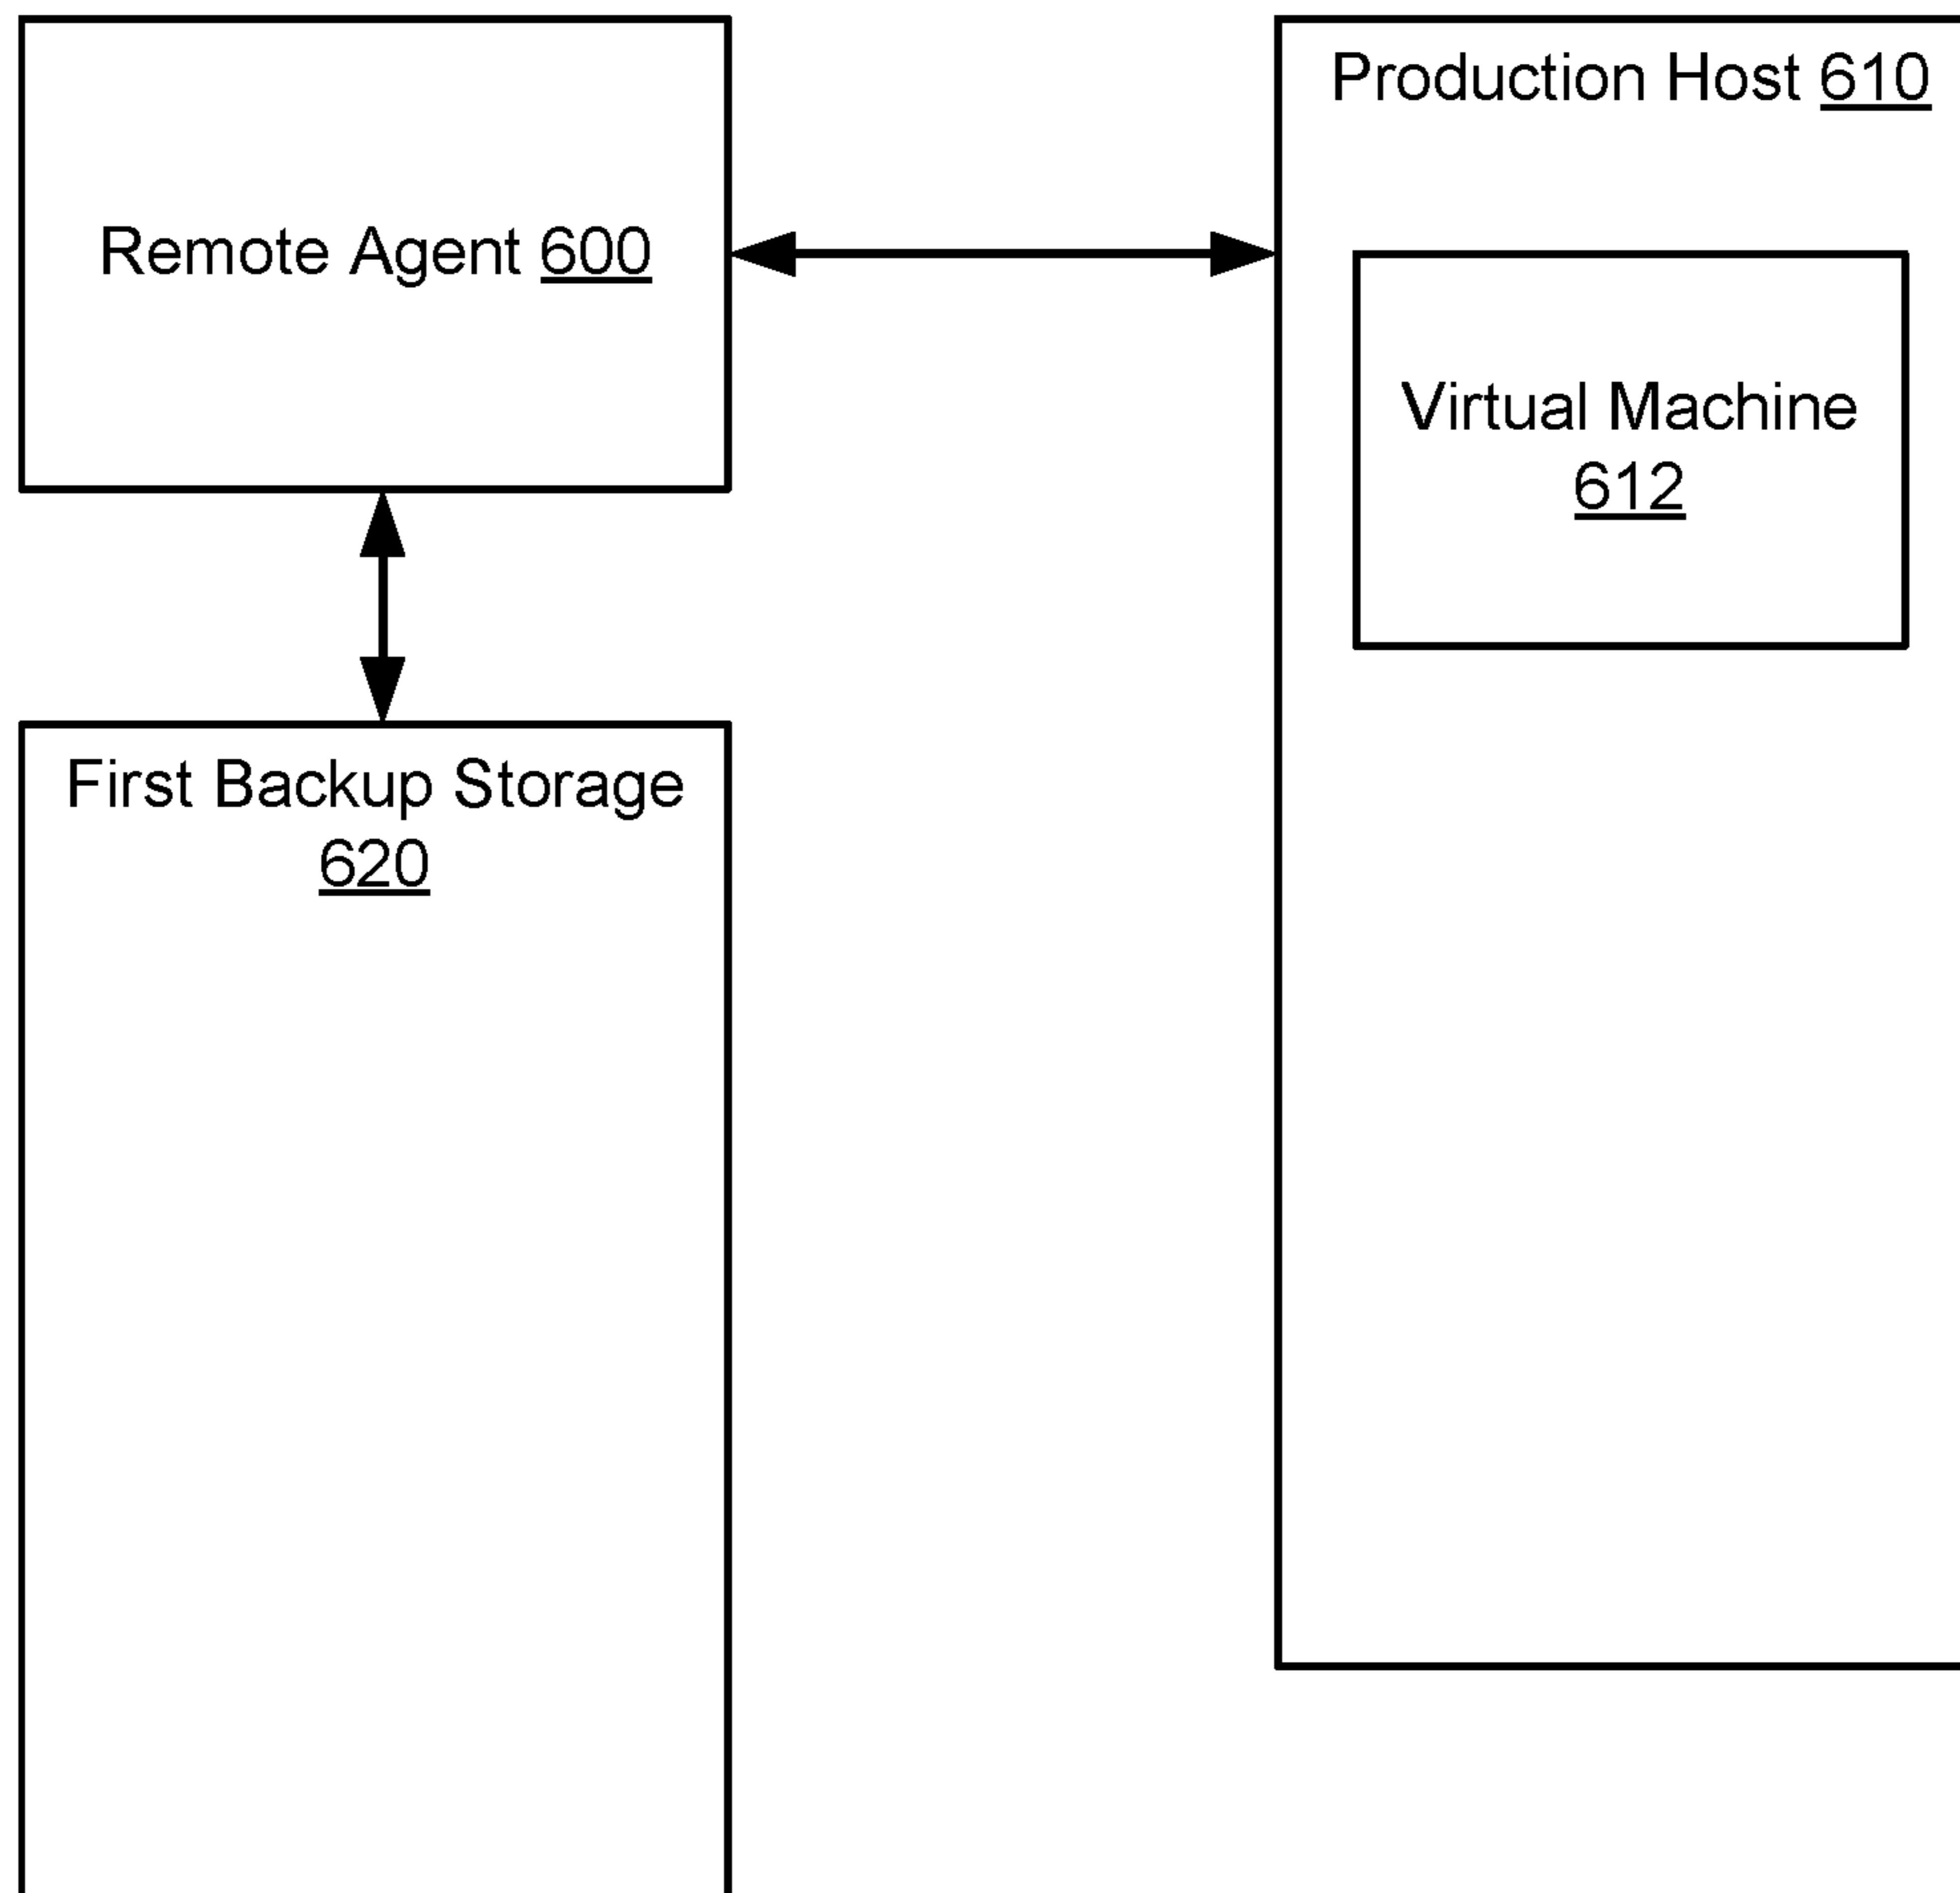 Remote Agent 600
Production Host 610
Virtual Machine
612
First Backup Storage
620